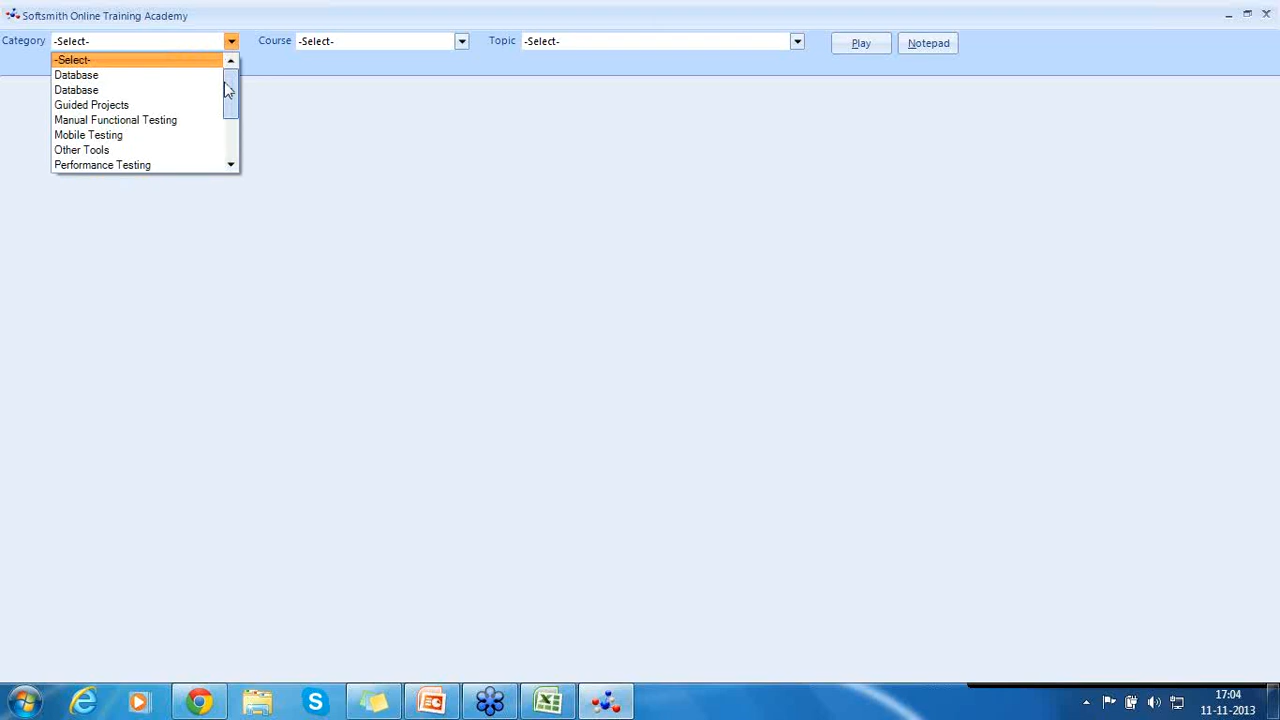 Softsmith Online Training Academy
Category -Select- Course -Select- Topic -Select- Play Notepad
-Select-
Database
Database
Guided Projects
Manual Functional Testing
Mobile Testing
Other Tools
Performance Testing
17:04
11-11-2013